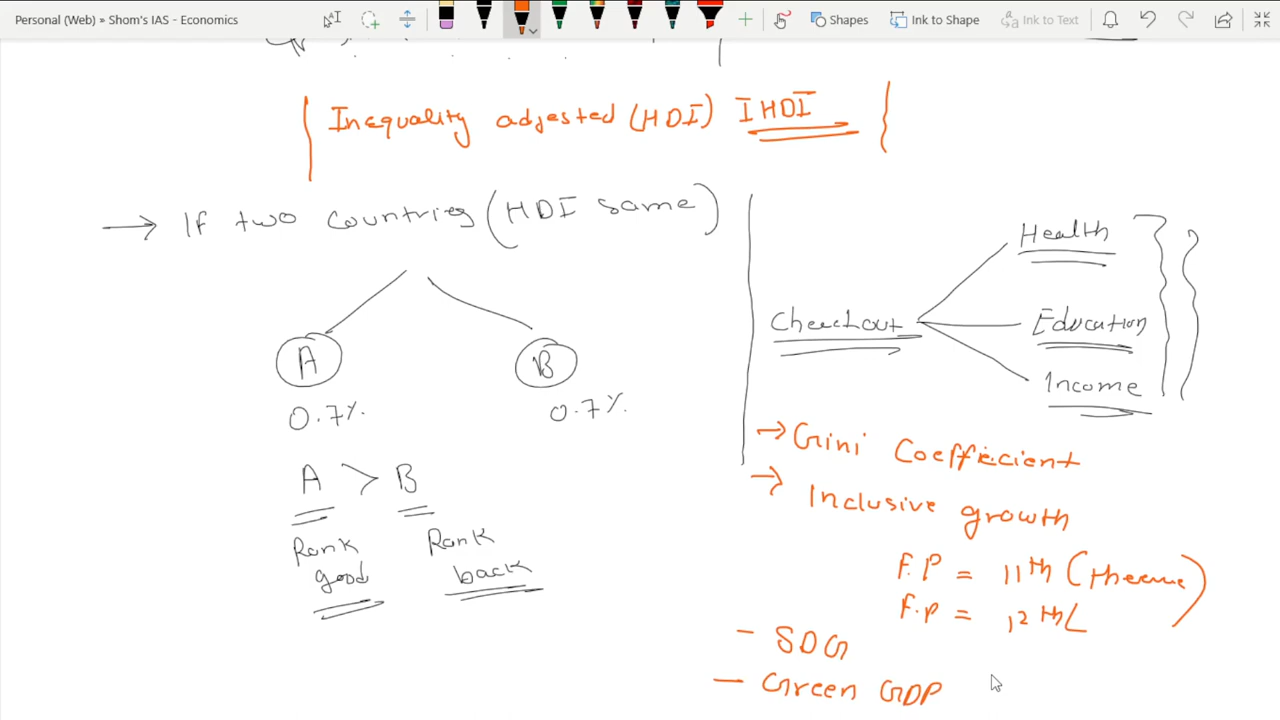 Personal (Web) » Shom's IAS - Economics
Shapes
Ink to Shape
Ink to Text
Inequality adjested (HDI) IHDI
→ If two countries (HDI same)
A
B
0.7%.
0.7%.
A > B
Rank good
Rank back
Checkout
Health
Education
Income
→ Gini Coefficient
→ Inclusive growth
F.P = 11th (theeme)
F.P = 12th
- SDG
- Green GDP